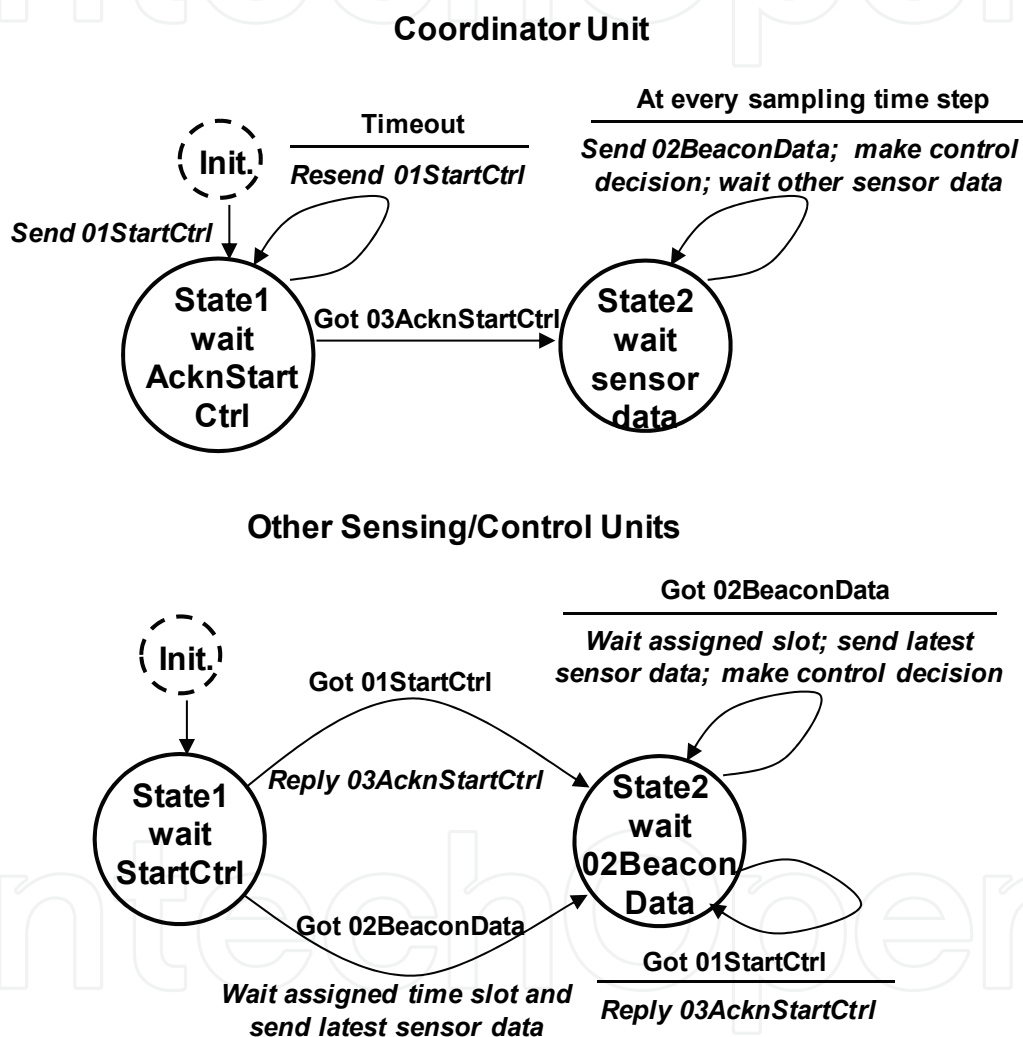 Coordinator Unit
Init.
Timeout
Resend 01StartCtrl
At every sampling time step
Send 02BeaconData; make control
decision; wait other sensor data
Send 01StartCtrl
State1
wait
AcknStart
Ctrl
Got 03AcknStartCtrl
State2
wait
sensor
data
Other Sensing/Control Units
Init.
Got 01StartCtrl
Reply 03AcknStartCtrl
Got 02BeaconData
Wait assigned slot; send latest
sensor data; make control decision
State1
wait
StartCtrl
State2
wait
02Beacon
Data
Got 02BeaconData
Wait assigned time slot and
send latest sensor data
Got 01StartCtrl
Reply 03AcknStartCtrl
ntechOpen